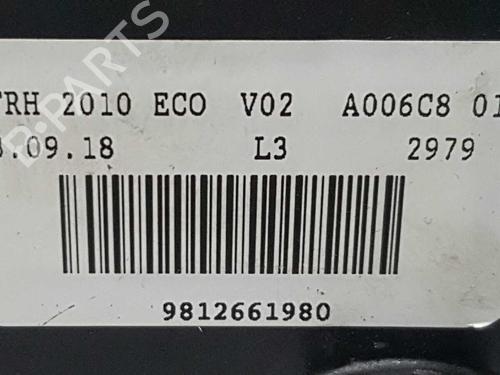 TRH 2010 ECO V02 A006C8 01
.09.18 L3 2979
9812661980
B-PARTS